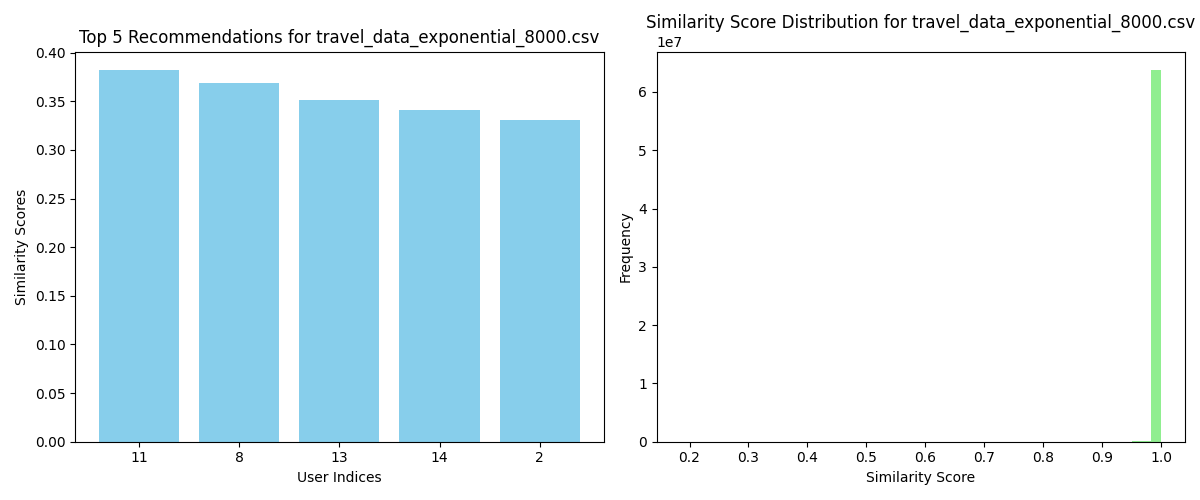 Top 5 Recommendations for travel_data_exponential_8000.csv
Similarity Scores
0.40
0.35
0.30
0.25
0.20
0.15
0.10
0.05
0.00
11 8 13 14 2
User Indices
Similarity Score Distribution for travel_data_exponential_8000.csv
1e7
Frequency
6
5
4
3
2
1
0
0.2 0.3 0.4 0.5 0.6 0.7 0.8 0.9 1.0
Similarity Score